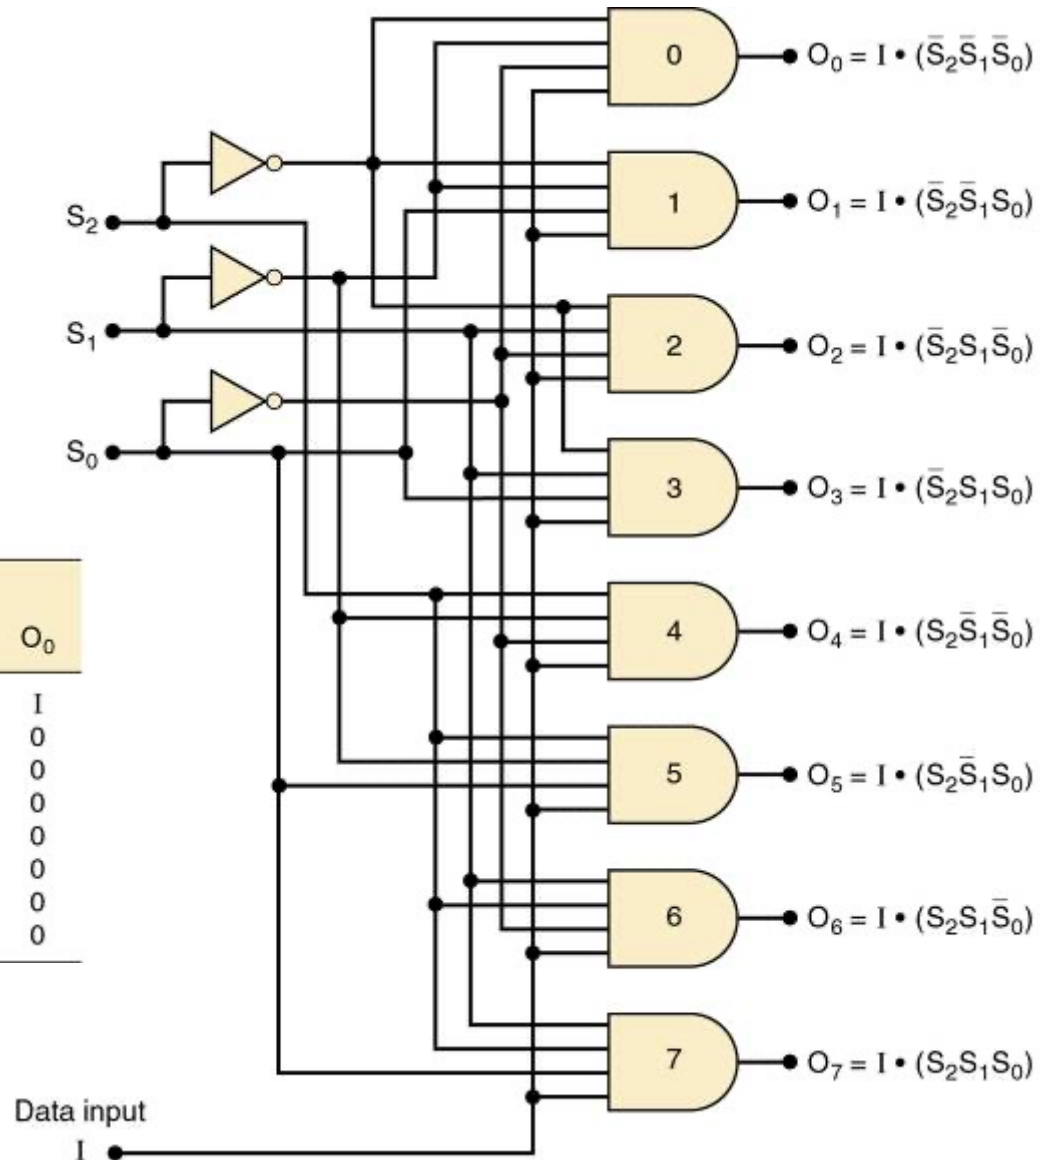 0
O₀ = I • (S̅₂S̅₁S̅₀)
1
O₁ = I • (S̅₂S̅₁S₀)
S₂
S₁
2
O₂ = I • (S̅₂S₁S̅₀)
S₀
3
O₃ = I • (S̅₂S₁S₀)
4
O₄ = I • (S₂S̅₁S̅₀)
O₀
I
0
0
0
0
0
0
0
5
O₅ = I • (S₂S̅₁S₀)
6
O₆ = I • (S₂S₁S̅₀)
7
O₇ = I • (S₂S₁S₀)
Data input
I